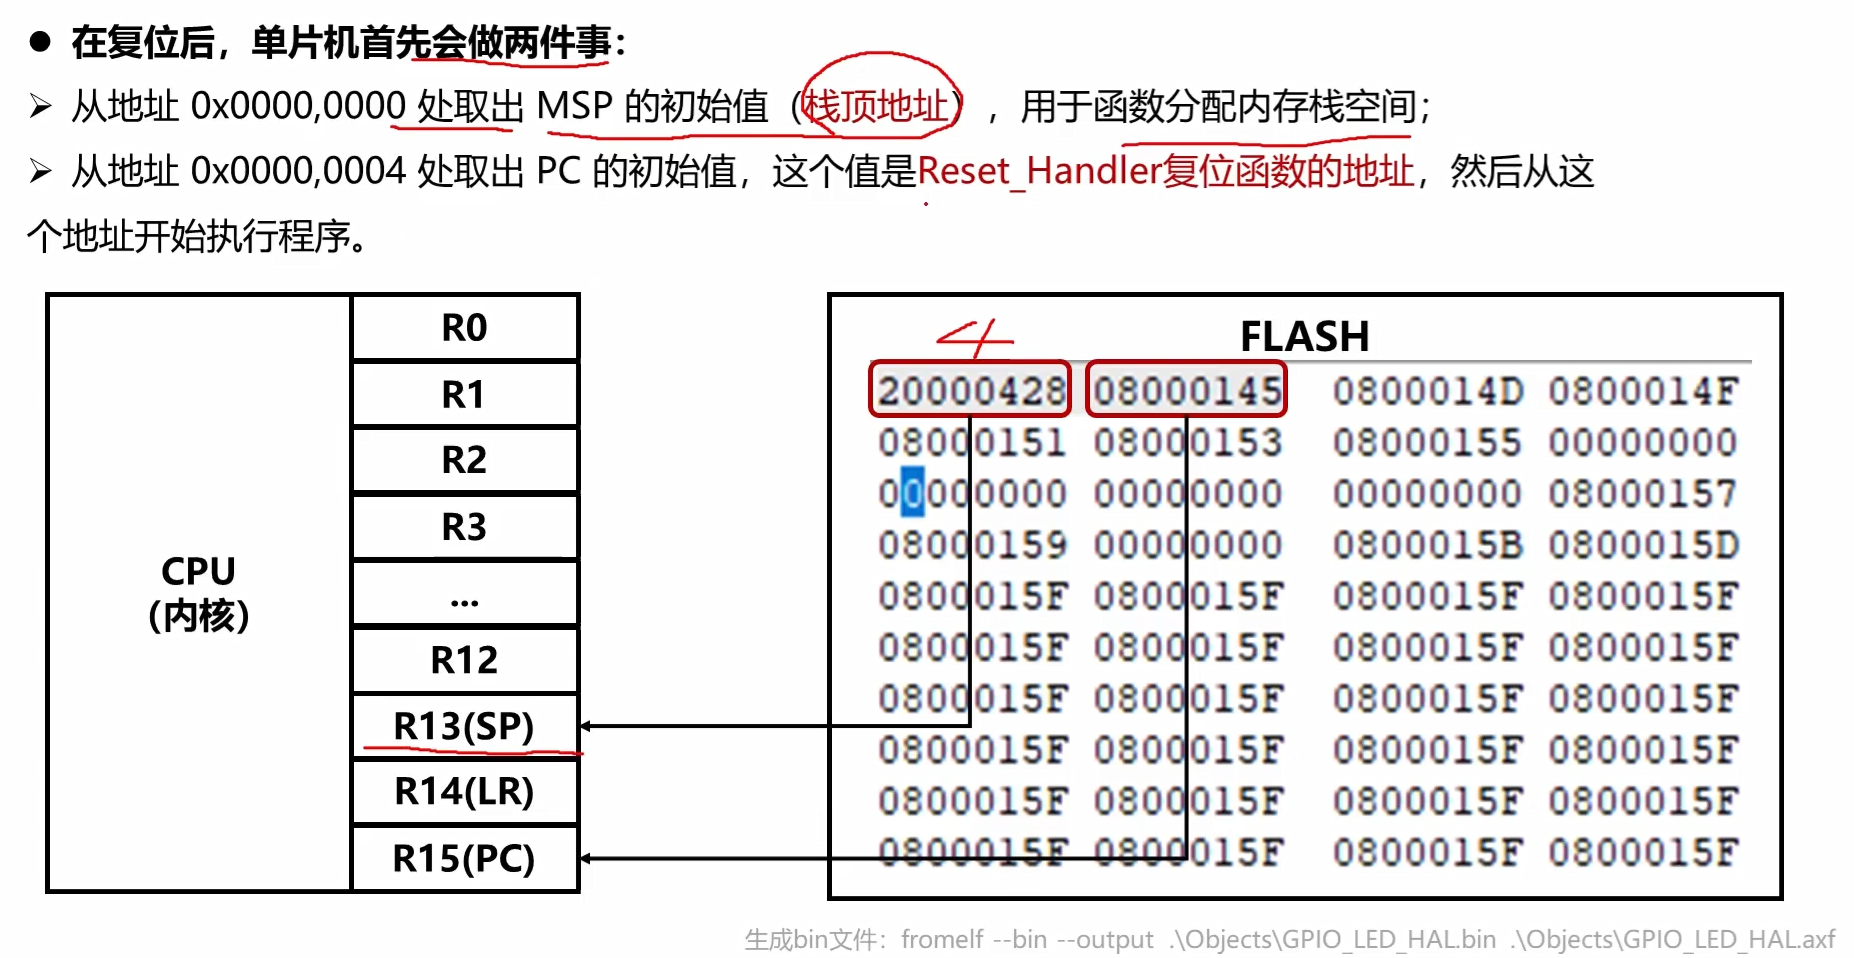 ● 在复位后，单片机首先会做两件事：
➢ 从地址 0x0000,0000 处取出 MSP 的初始值（栈顶地址），用于函数分配内存栈空间；
➢ 从地址 0x0000,0004 处取出 PC 的初始值，这个值是Reset_Handler复位函数的地址，然后从这
个地址开始执行程序。
CPU
(内核)
R0
R1
R2
R3
...
R12
R13(SP)
R14(LR)
R15(PC)
4
FLASH
20000428 08000145 0800014D 0800014F
08000151 08000153 08000155 00000000
00000000 00000000 00000000 08000157
08000159 00000000 0800015B 0800015D
0800015F 0800015F 0800015F 0800015F
0800015F 0800015F 0800015F 0800015F
0800015F 0800015F 0800015F 0800015F
0800015F 0800015F 0800015F 0800015F
0800015F 0800015F 0800015F 0800015F
0800015F 0800015F 0800015F 0800015F
生成bin文件：fromelf --bin --output .\Objects\GPIO_LED_HAL.bin .\Objects\GPIO_LED_HAL.axf